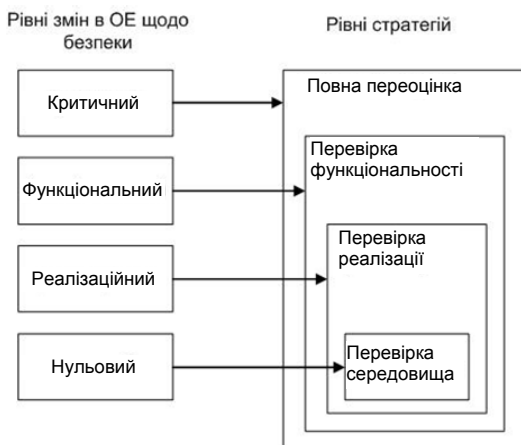 Рівні змін в ОЕ щодо
безпеки
Рівні стратегій
Критичний
Повна переоцінка
Функціональний
Перевірка
функціональності
Реалізаційний
Перевірка
реалізації
Нульовий
Перевірка
середовища